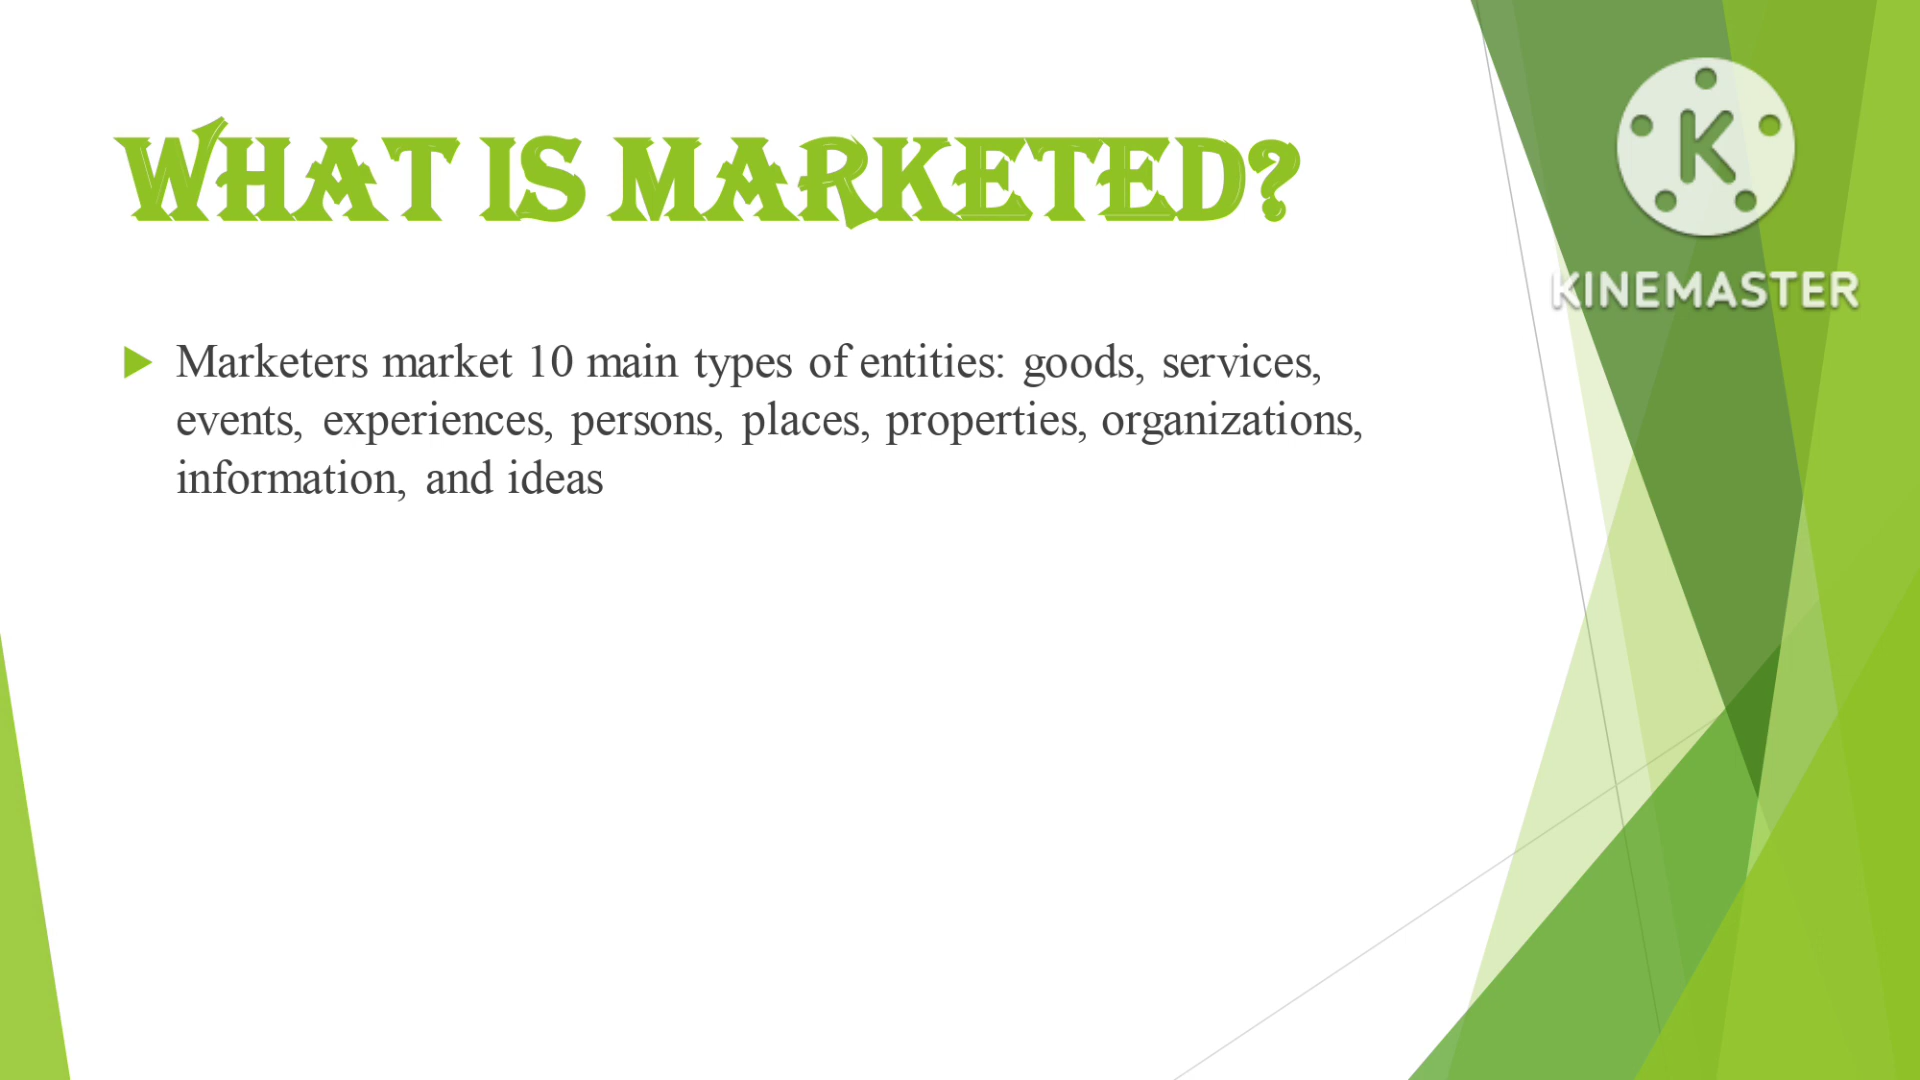 WHAT IS MARKETED?
K
KINEMASTER
Marketers market 10 main types of entities: goods, services,
events, experiences, persons, places, properties, organizations,
information, and ideas